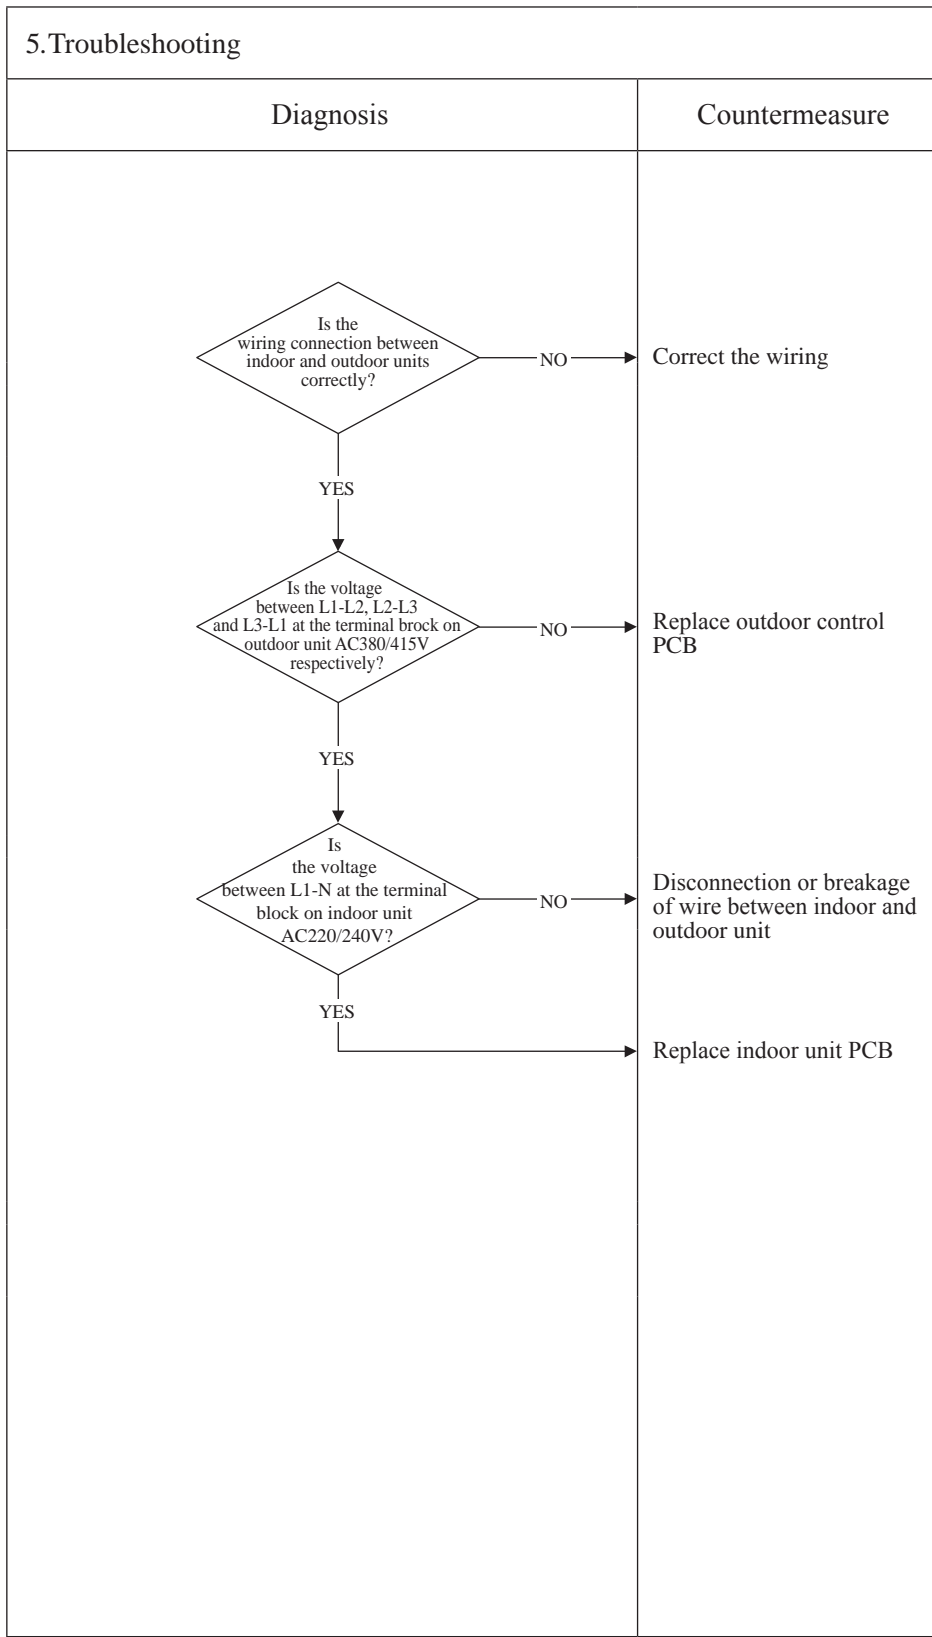 5.Troubleshooting
Diagnosis
Countermeasure
Is the
wiring connection between
indoor and outdoor units
correctly?
NO
Correct the wiring
YES
Is the voltage
between L1-L2, L2-L3
and L3-L1 at the terminal brock on
outdoor unit AC380/415V
respectively?
NO
Replace outdoor control
PCB
YES
Is
the voltage
between L1-N at the terminal
block on indoor unit
AC220/240V?
NO
Disconnection or breakage
of wire between indoor and
outdoor unit
YES
Replace indoor unit PCB